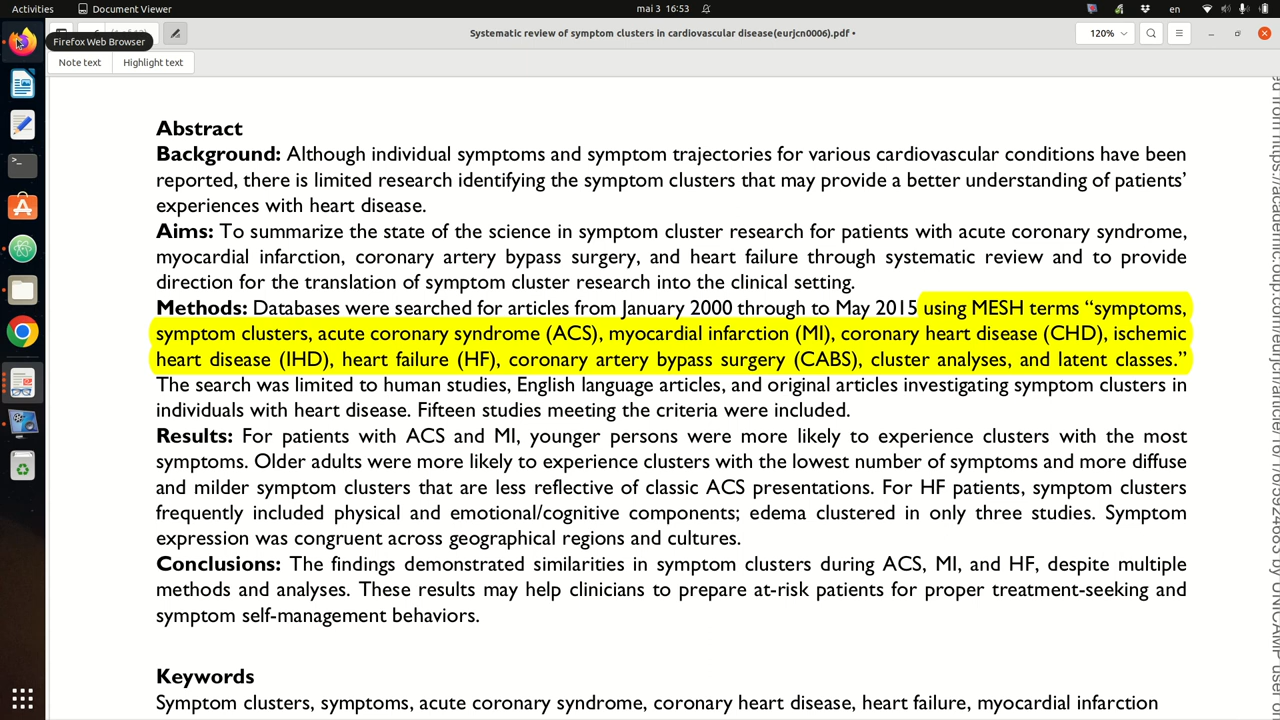 Activities Document Viewer mai 3 16:53 en
Firefox Web Browser
Systematic review of symptom clusters in cardiovascular disease(eurjcn0006).pdf •
120%
Note text Highlight text
Abstract
Background: Although individual symptoms and symptom trajectories for various cardiovascular conditions have been
reported, there is limited research identifying the symptom clusters that may provide a better understanding of patients’
experiences with heart disease.
Aims: To summarize the state of the science in symptom cluster research for patients with acute coronary syndrome,
myocardial infarction, coronary artery bypass surgery, and heart failure through systematic review and to provide
direction for the translation of symptom cluster research into the clinical setting.
Methods: Databases were searched for articles from January 2000 through to May 2015 using MESH terms “symptoms,
symptom clusters, acute coronary syndrome (ACS), myocardial infarction (MI), coronary heart disease (CHD), ischemic
heart disease (IHD), heart failure (HF), coronary artery bypass surgery (CABS), cluster analyses, and latent classes.”
The search was limited to human studies, English language articles, and original articles investigating symptom clusters in
individuals with heart disease. Fifteen studies meeting the criteria were included.
Results: For patients with ACS and MI, younger persons were more likely to experience clusters with the most
symptoms. Older adults were more likely to experience clusters with the lowest number of symptoms and more diffuse
and milder symptom clusters that are less reflective of classic ACS presentations. For HF patients, symptom clusters
frequently included physical and emotional/cognitive components; edema clustered in only three studies. Symptom
expression was congruent across geographical regions and cultures.
Conclusions: The findings demonstrated similarities in symptom clusters during ACS, MI, and HF, despite multiple
methods and analyses. These results may help clinicians to prepare at-risk patients for proper treatment-seeking and
symptom self-management behaviors.
Keywords
Symptom clusters, symptoms, acute coronary syndrome, coronary heart disease, heart failure, myocardial infarction